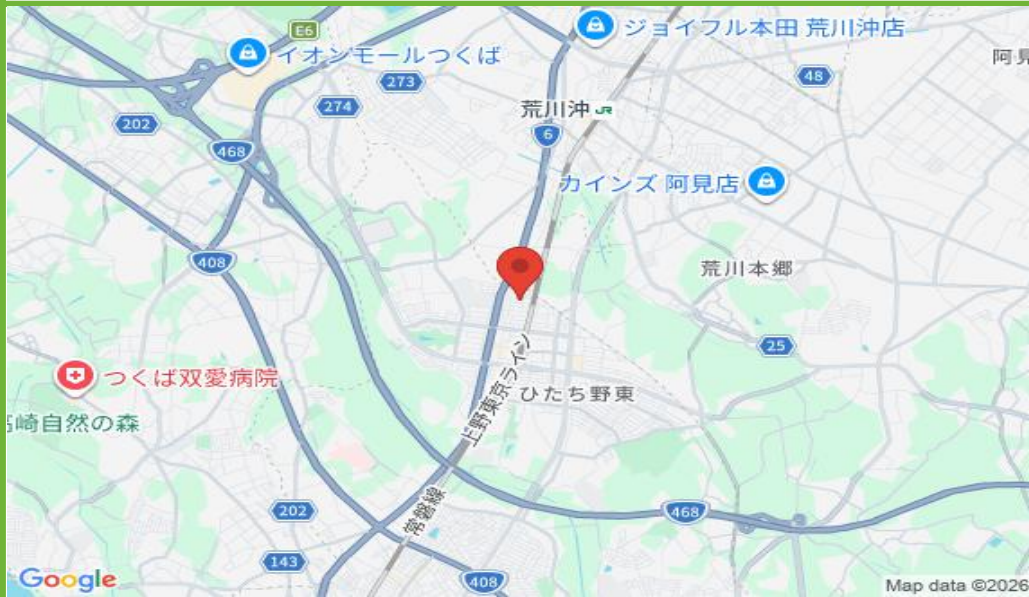 ジョイフル本田 荒川沖店
E6
イオンモールつくば
阿見
48
273
274
荒川沖 JR
202
6
468
カインズ 阿見店
408
荒川本郷
25
つくば双愛病院
ひたち野東
高崎自然の森
上野東京ライン
常磐線
202
468
143
408
Google
Map data ©2026